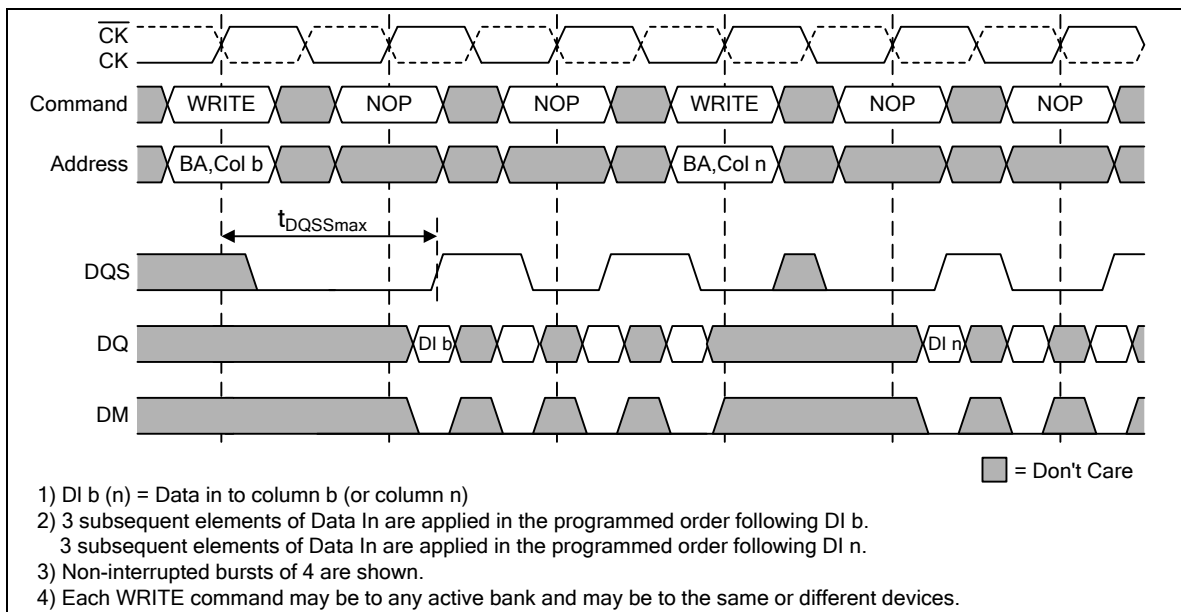 CK
CK
Command WRITE NOP NOP WRITE NOP NOP
Address BA,Col b BA,Col n
tDQSSmax
DQS
DQ DI b DI n
DM
= Don't Care
1) DI b (n) = Data in to column b (or column n)
2) 3 subsequent elements of Data In are applied in the programmed order following DI b.
3 subsequent elements of Data In are applied in the programmed order following DI n.
3) Non-interrupted bursts of 4 are shown.
4) Each WRITE command may be to any active bank and may be to the same or different devices.